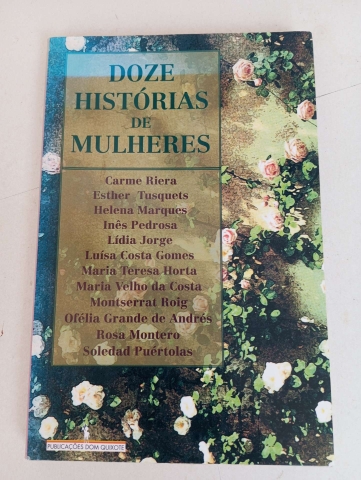 DOZE
HISTÓRIAS
DE
MULHERES
Carme Riera
Esther Tusquets
Helena Marques
Inês Pedrosa
Lídia Jorge
Luísa Costa Gomes
Maria Teresa Horta
Maria Velho da Costa
Montserrat Roig
Ofélia Grande de Andrés
Rosa Montero
Soledad Puértolas
PUBLICAÇÕES DOM QUIXOTE